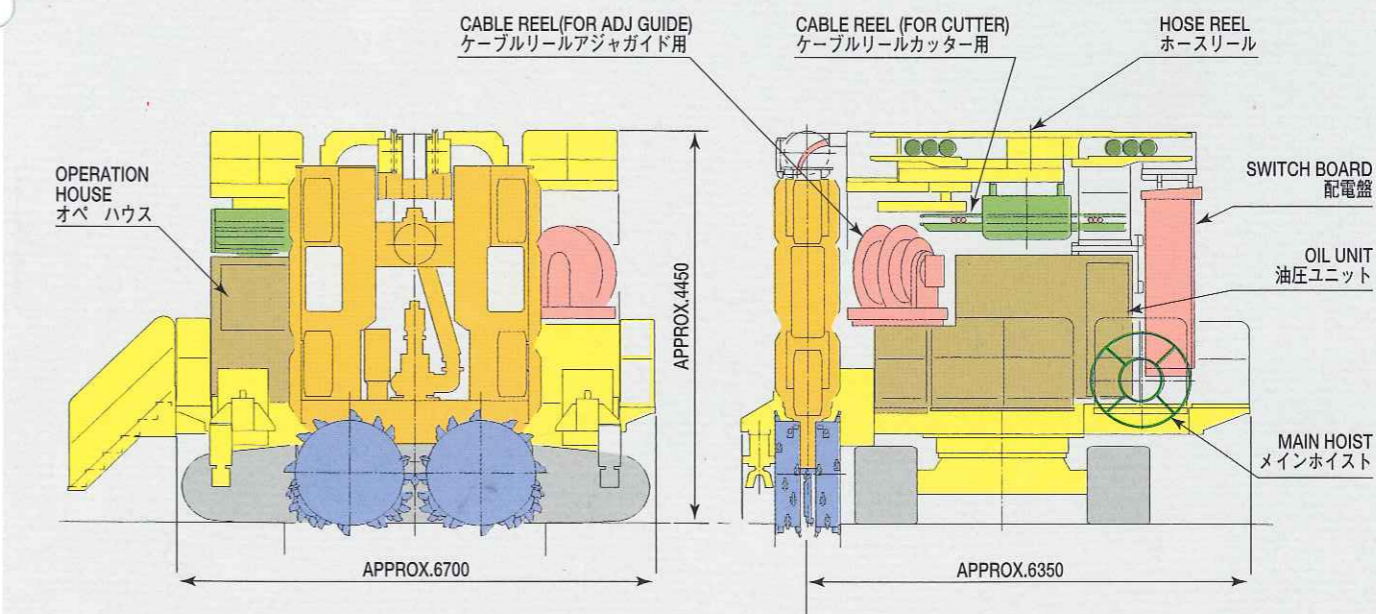 CABLE REEL(FOR ADJ GUIDE)
ケーブルリールアジャガイド用
CABLE REEL (FOR CUTTER)
ケーブルリールカッター用
HOSE REEL
ホースリール
OPERATION
HOUSE
オペ ハウス
SWITCH BOARD
配電盤
OIL UNIT
油圧ユニット
MAIN HOIST
メインホイスト
APPROX.4450
APPROX.6700
APPROX.6350